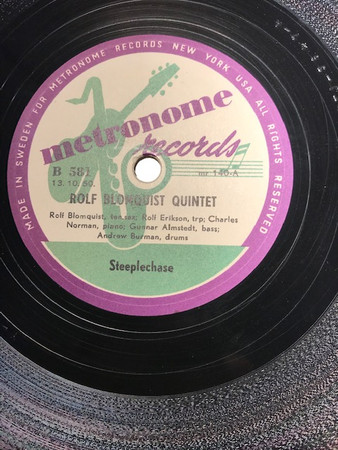 MADE IN SWEDEN FOR METRONOME RECORDS NEW YORK USA ALL RIGHTS RESERVED
metronome
records
B 581
mr 140-A
13. 10. 50.
ROLF BLOMQUIST QUINTET
Rolf Blomquist, tensax; Rolf Erikson, trp; Charles
Norman, piano; Gunnar Almstedt, bass;
Andrew Burman, drums
Steeplechase